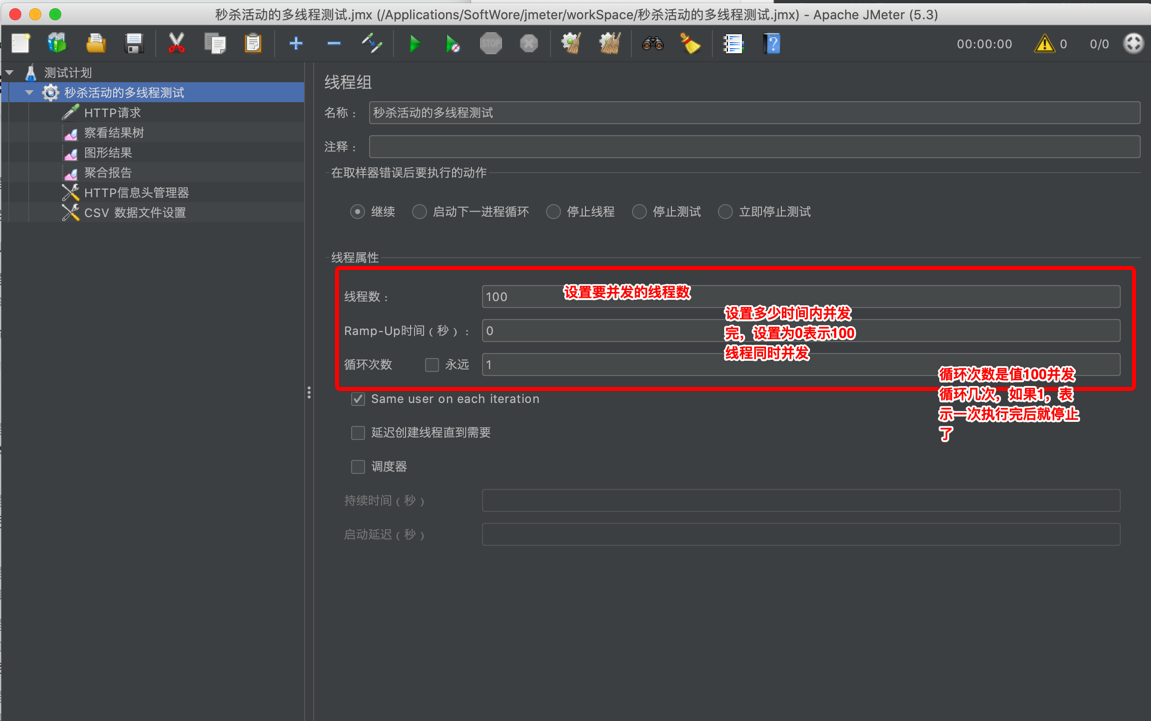 秒杀活动的多线程测试.jmx (/Applications/SoftWore/jmeter/workSpace/秒杀活动的多线程测试.jmx) - Apache JMeter (5.3)
STOP
00:00:00
0
0/0
测试计划
秒杀活动的多线程测试
HTTP请求
察看结果树
图形结果
聚合报告
HTTP信息头管理器
CSV 数据文件设置
线程组
名称：
秒杀活动的多线程测试
注释：
在取样器错误后要执行的动作
继续
启动下一进程循环
停止线程
停止测试
立即停止测试
线程属性
线程数：
100
设置要并发的线程数
Ramp-Up时间（秒）：
0
设置多少时间内并发
完，设置为0表示100
线程同时并发
循环次数
永远
1
循环次数是值100并发
循环几次，如果1，表
示一次执行完后就停止
了
Same user on each iteration
延迟创建线程直到需要
调度器
持续时间（秒）
启动延迟（秒）